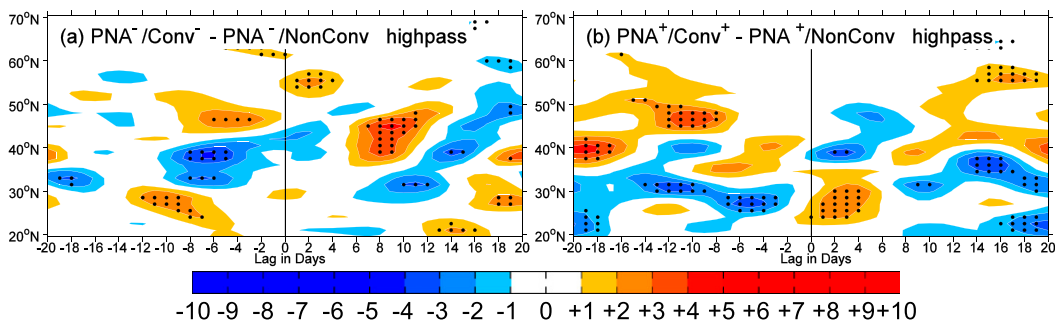 (a) PNA⁻/Conv⁻ - PNA⁻/NonConv highpass
70°N
60°N
50°N
40°N
30°N
20°N
-20 -18 -16 -14 -12 -10 -8 -6 -4 -2 0 2 4 6 8 10 12 14 16 18 20
Lag in Days
(b) PNA⁺/Conv⁺ - PNA⁺/NonConv highpass
70°N
60°N
50°N
40°N
30°N
20°N
-20 -18 -16 -14 -12 -10 -8 -6 -4 -2 0 2 4 6 8 10 12 14 16 18 20
Lag in Days
-10 -9 -8 -7 -5 -4 -3 -2 -1 0 +1 +2 +3 +4 +5 +7 +8 +9 +10